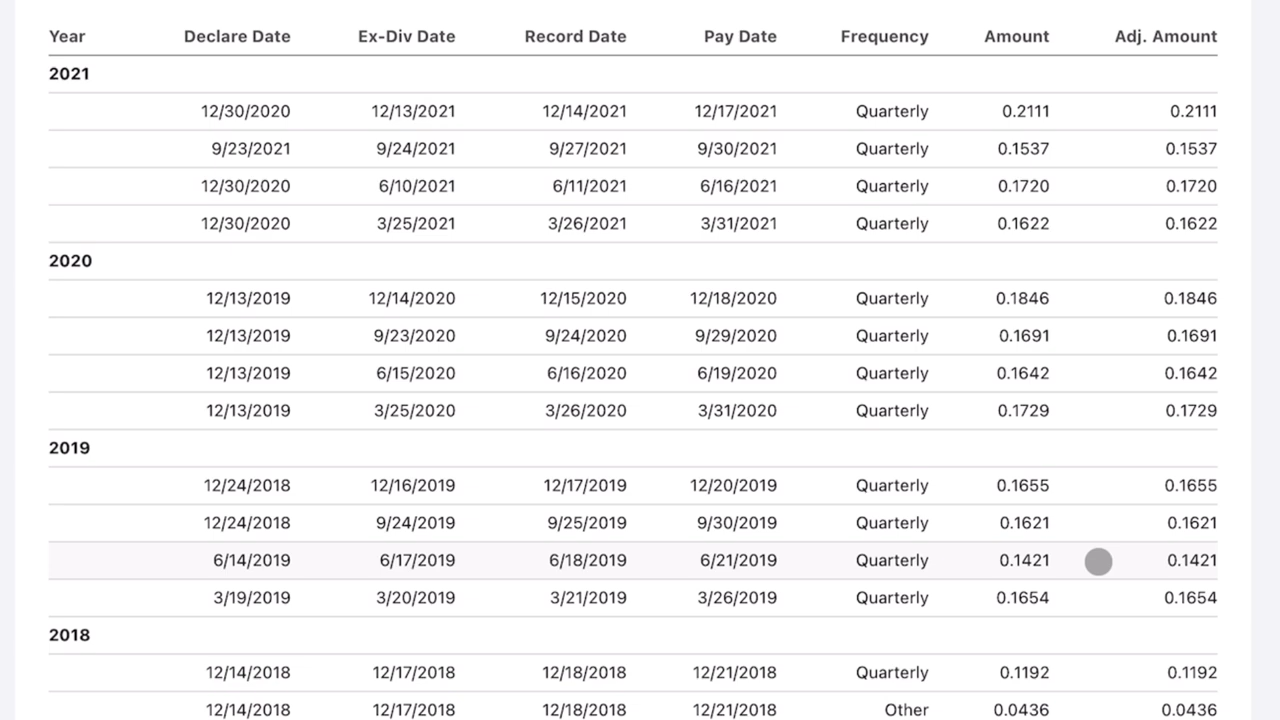 Year Declare Date Ex-Div Date Record Date Pay Date Frequency Amount Adj. Amount
2021
12/30/2020 12/13/2021 12/14/2021 12/17/2021 Quarterly 0.2111 0.2111
9/23/2021 9/24/2021 9/27/2021 9/30/2021 Quarterly 0.1537 0.1537
12/30/2020 6/10/2021 6/11/2021 6/16/2021 Quarterly 0.1720 0.1720
12/30/2020 3/25/2021 3/26/2021 3/31/2021 Quarterly 0.1622 0.1622
2020
12/13/2019 12/14/2020 12/15/2020 12/18/2020 Quarterly 0.1846 0.1846
12/13/2019 9/23/2020 9/24/2020 9/29/2020 Quarterly 0.1691 0.1691
12/13/2019 6/15/2020 6/16/2020 6/19/2020 Quarterly 0.1642 0.1642
12/13/2019 3/25/2020 3/26/2020 3/31/2020 Quarterly 0.1729 0.1729
2019
12/24/2018 12/16/2019 12/17/2019 12/20/2019 Quarterly 0.1655 0.1655
12/24/2018 9/24/2019 9/25/2019 9/30/2019 Quarterly 0.1621 0.1621
6/14/2019 6/17/2019 6/18/2019 6/21/2019 Quarterly 0.1421 0.1421
3/19/2019 3/20/2019 3/21/2019 3/26/2019 Quarterly 0.1654 0.1654
2018
12/14/2018 12/17/2018 12/18/2018 12/21/2018 Quarterly 0.1192 0.1192
12/14/2018 12/17/2018 12/18/2018 12/21/2018 Other 0.0436 0.0436